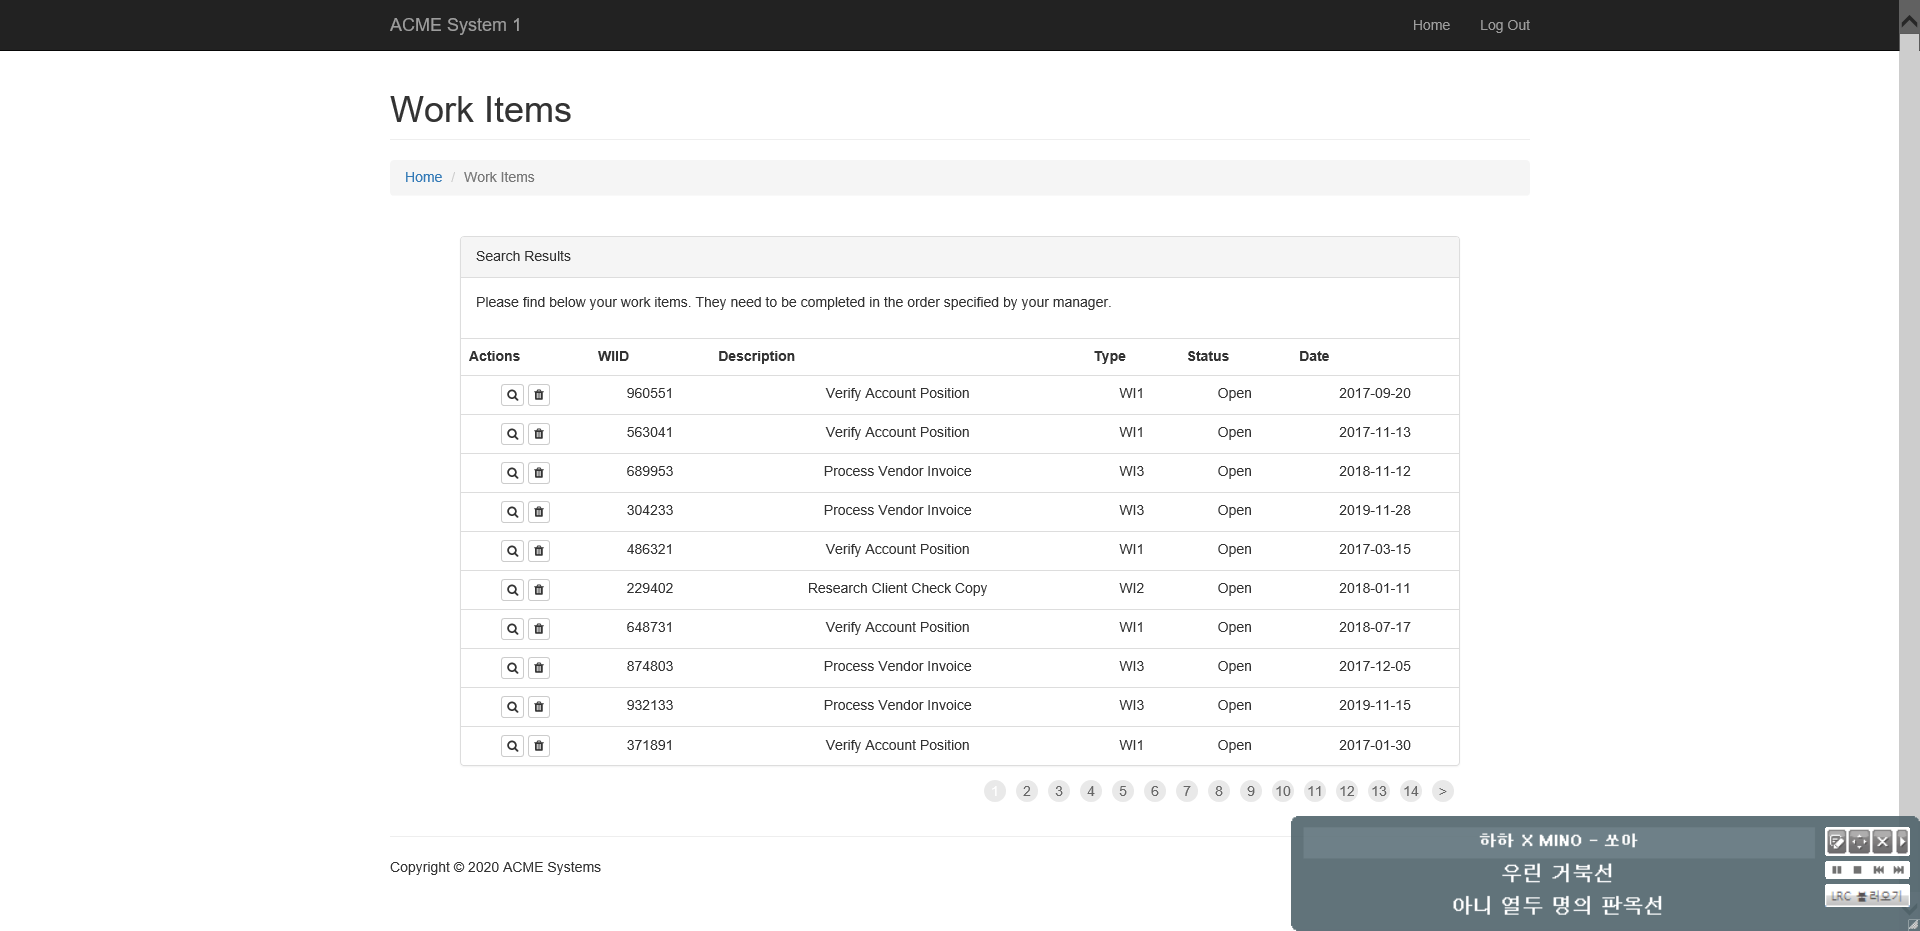 ACME System 1 Home Log Out
Work Items
Home / Work Items
Search Results
Please find below your work items. They need to be completed in the order specified by your manager.
Actions WIID Description Type Status Date
960551 Verify Account Position WI1 Open 2017-09-20
563041 Verify Account Position WI1 Open 2017-11-13
689953 Process Vendor Invoice WI3 Open 2018-11-12
304233 Process Vendor Invoice WI3 Open 2019-11-28
486321 Verify Account Position WI1 Open 2017-03-15
229402 Research Client Check Copy WI2 Open 2018-01-11
648731 Verify Account Position WI1 Open 2018-07-17
874803 Process Vendor Invoice WI3 Open 2017-12-05
932133 Process Vendor Invoice WI3 Open 2019-11-15
371891 Verify Account Position WI1 Open 2017-01-30
1 2 3 4 5 6 7 8 9 10 11 12 13 14 >
Copyright © 2020 ACME Systems
하하 X MINO - 쏘아
우린 거북선
아니 열두 명의 판옥선
LRC 불러오기